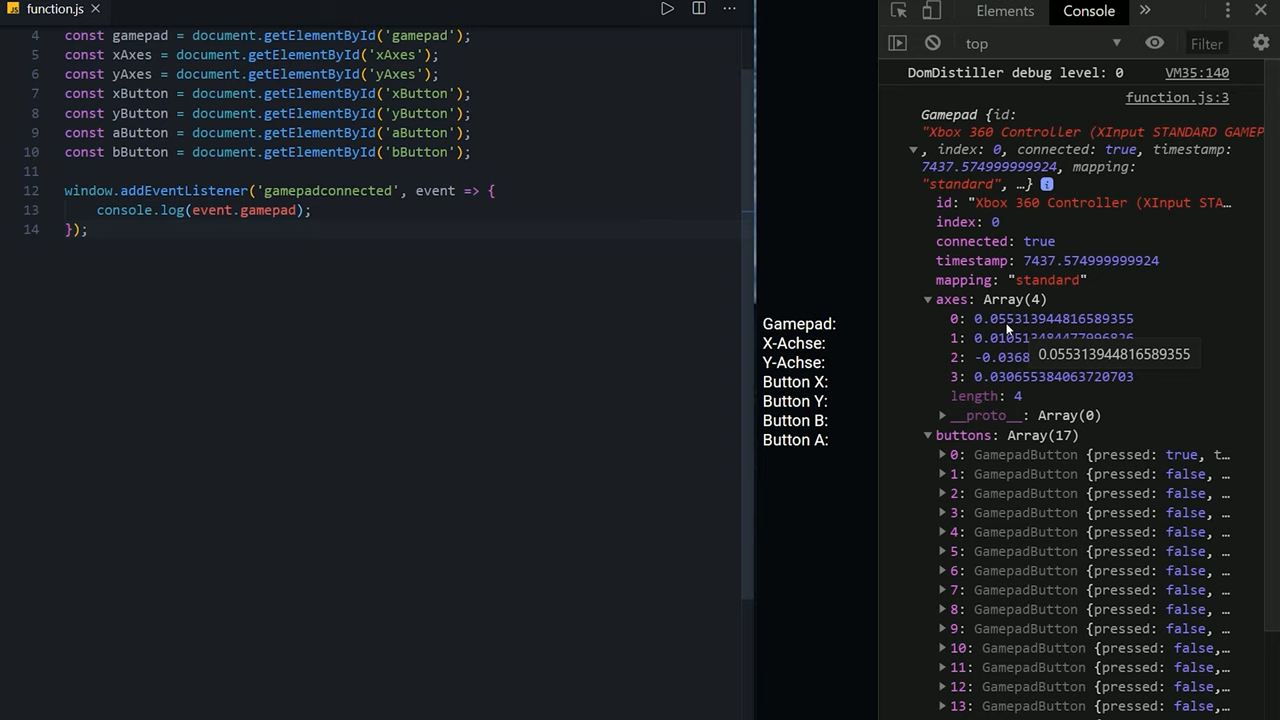 function.js
4 const gamepad = document.getElementById('gamepad');
5 const xAxes = document.getElementById('xAxes');
6 const yAxes = document.getElementById('yAxes');
7 const xButton = document.getElementById('xButton');
8 const yButton = document.getElementById('yButton');
9 const aButton = document.getElementById('aButton');
10 const bButton = document.getElementById('bButton');
11
12 window.addEventListener('gamepadconnected', event => {
13 console.log(event.gamepad);
14 });
Gamepad:
X-Achse:
Y-Achse:
Button X:
Button Y:
Button B:
Button A:
Elements Console
top Filter
DomDistiller debug level: 0 VM35:140
function.js:3
Gamepad {id:
"Xbox 360 Controller (XInput STANDARD GAMEP
, index: 0, connected: true, timestamp:
7437.574999999924, mapping:
"standard", …}
id: "Xbox 360 Controller (XInput STA…
index: 0
connected: true
timestamp: 7437.574999999924
mapping: "standard"
axes: Array(4)
0: 0.055313944816589355
1: 0.010513484477996826
2: -0.0368
0.055313944816589355
3: 0.030655384063720703
length: 4
__proto__: Array(0)
buttons: Array(17)
0: GamepadButton {pressed: true, t…
1: GamepadButton {pressed: false, …
2: GamepadButton {pressed: false, …
3: GamepadButton {pressed: false, …
4: GamepadButton {pressed: false, …
5: GamepadButton {pressed: false, …
6: GamepadButton {pressed: false, …
7: GamepadButton {pressed: false, …
8: GamepadButton {pressed: false, …
9: GamepadButton {pressed: false, …
10: GamepadButton {pressed: false,…
11: GamepadButton {pressed: false,…
12: GamepadButton {pressed: false,…
13: GamepadButton {pressed: false,…